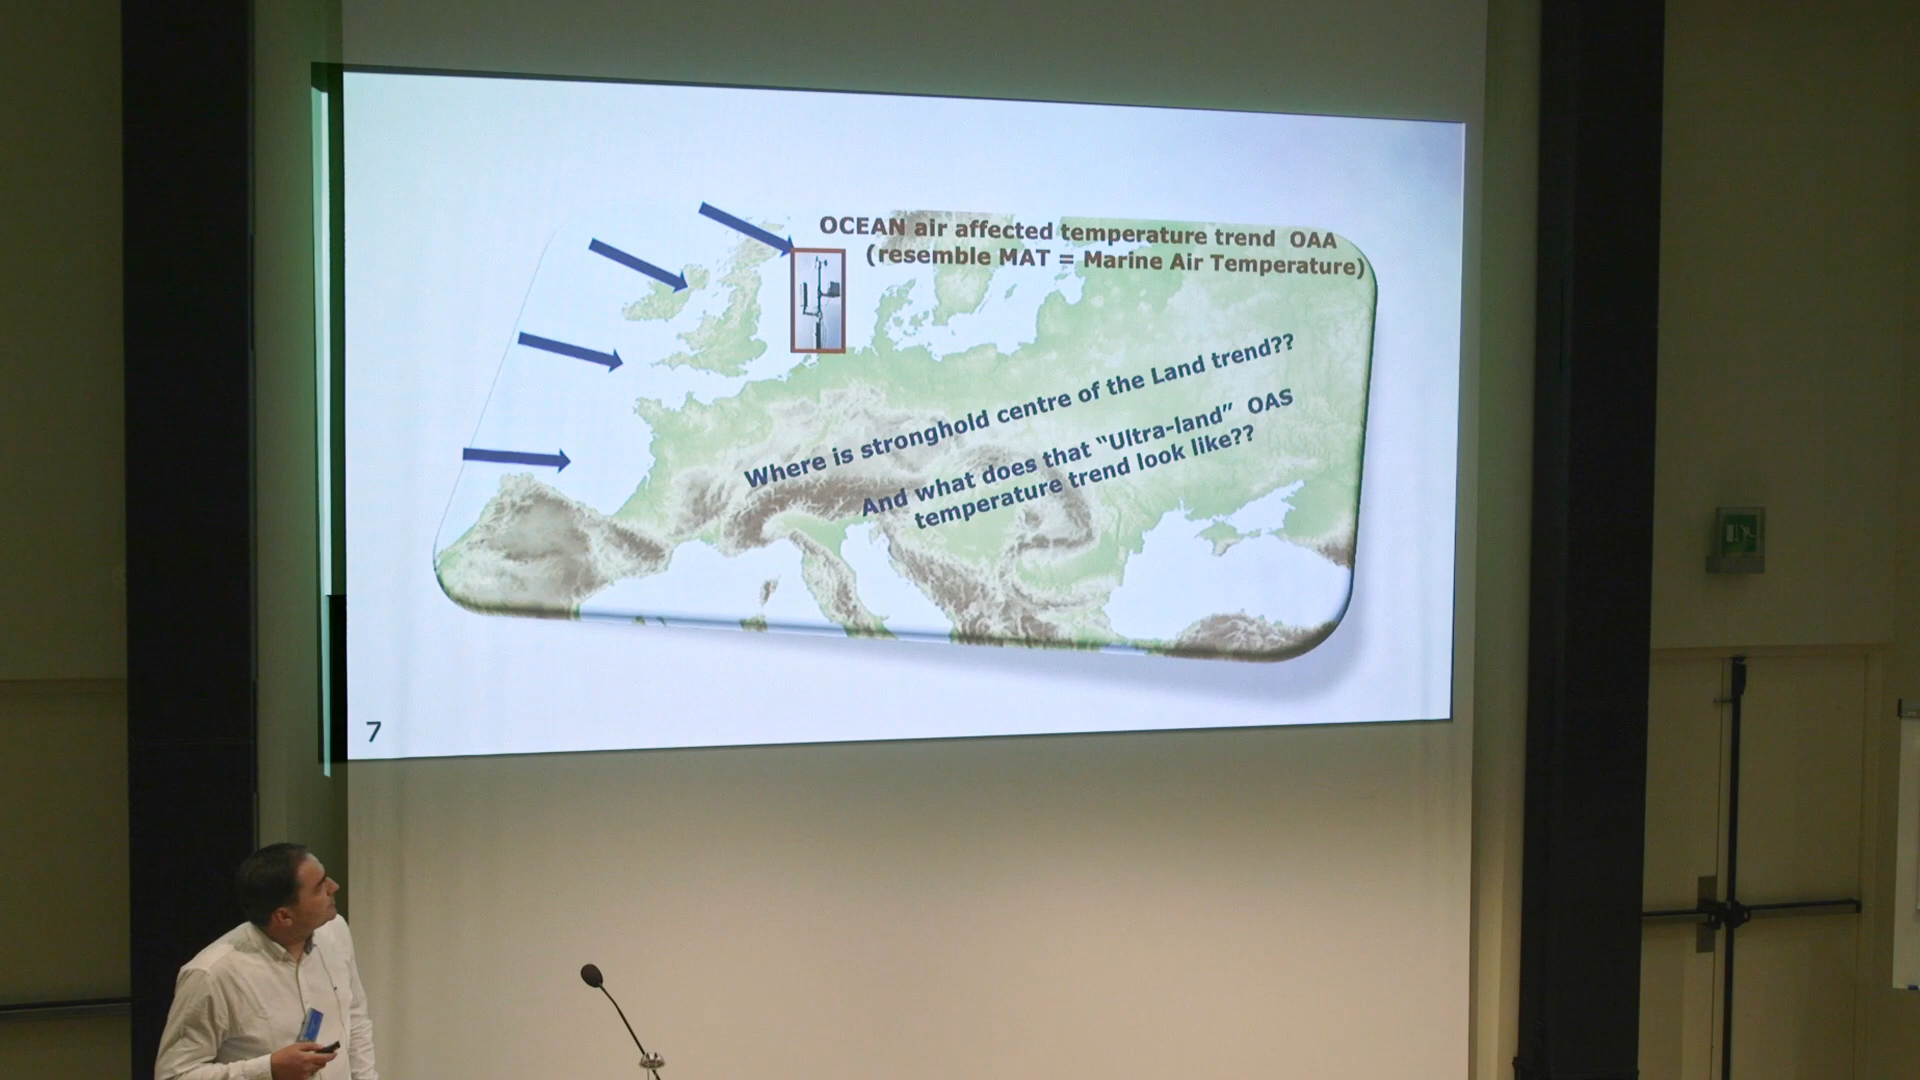 OCEAN air affected temperature trend OAA
(resemble MAT = Marine Air Temperature)
Where is stronghold centre of the Land trend??
And what does that “Ultra-land” OAS
temperature trend look like??
7